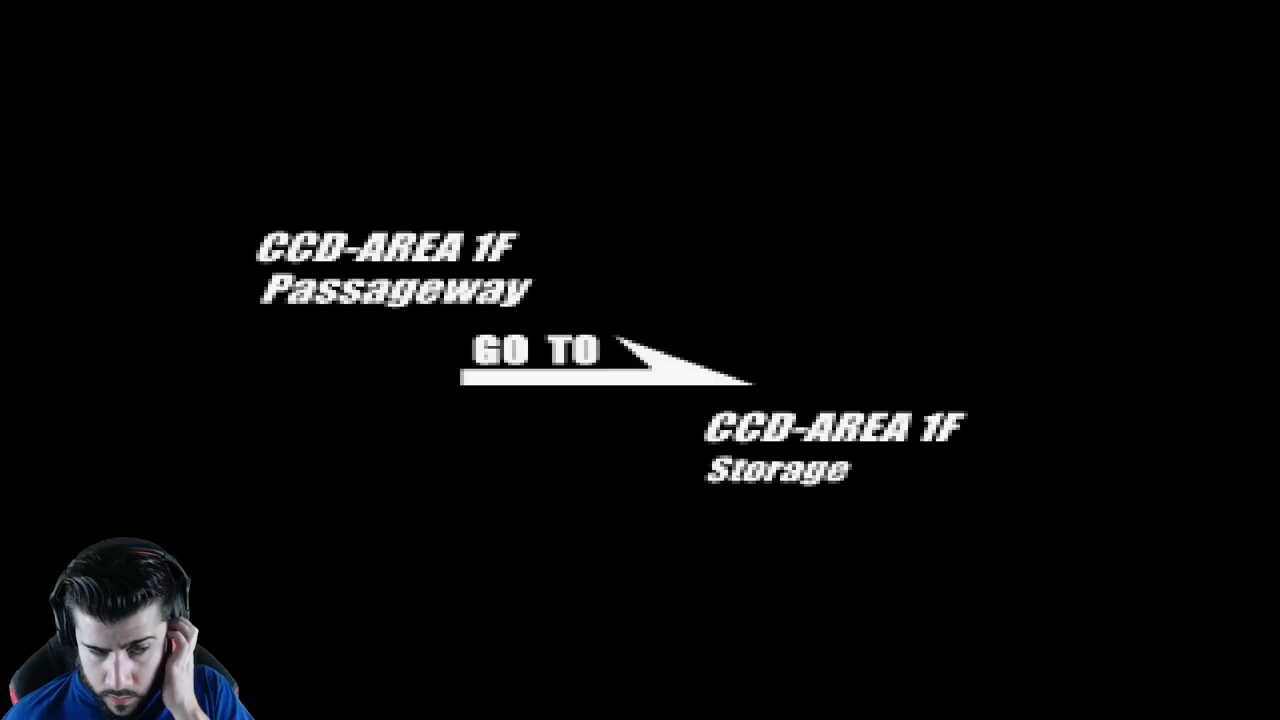 CCD-AREA 1F
Passageway
GO TO
CCD-AREA 1F
Storage